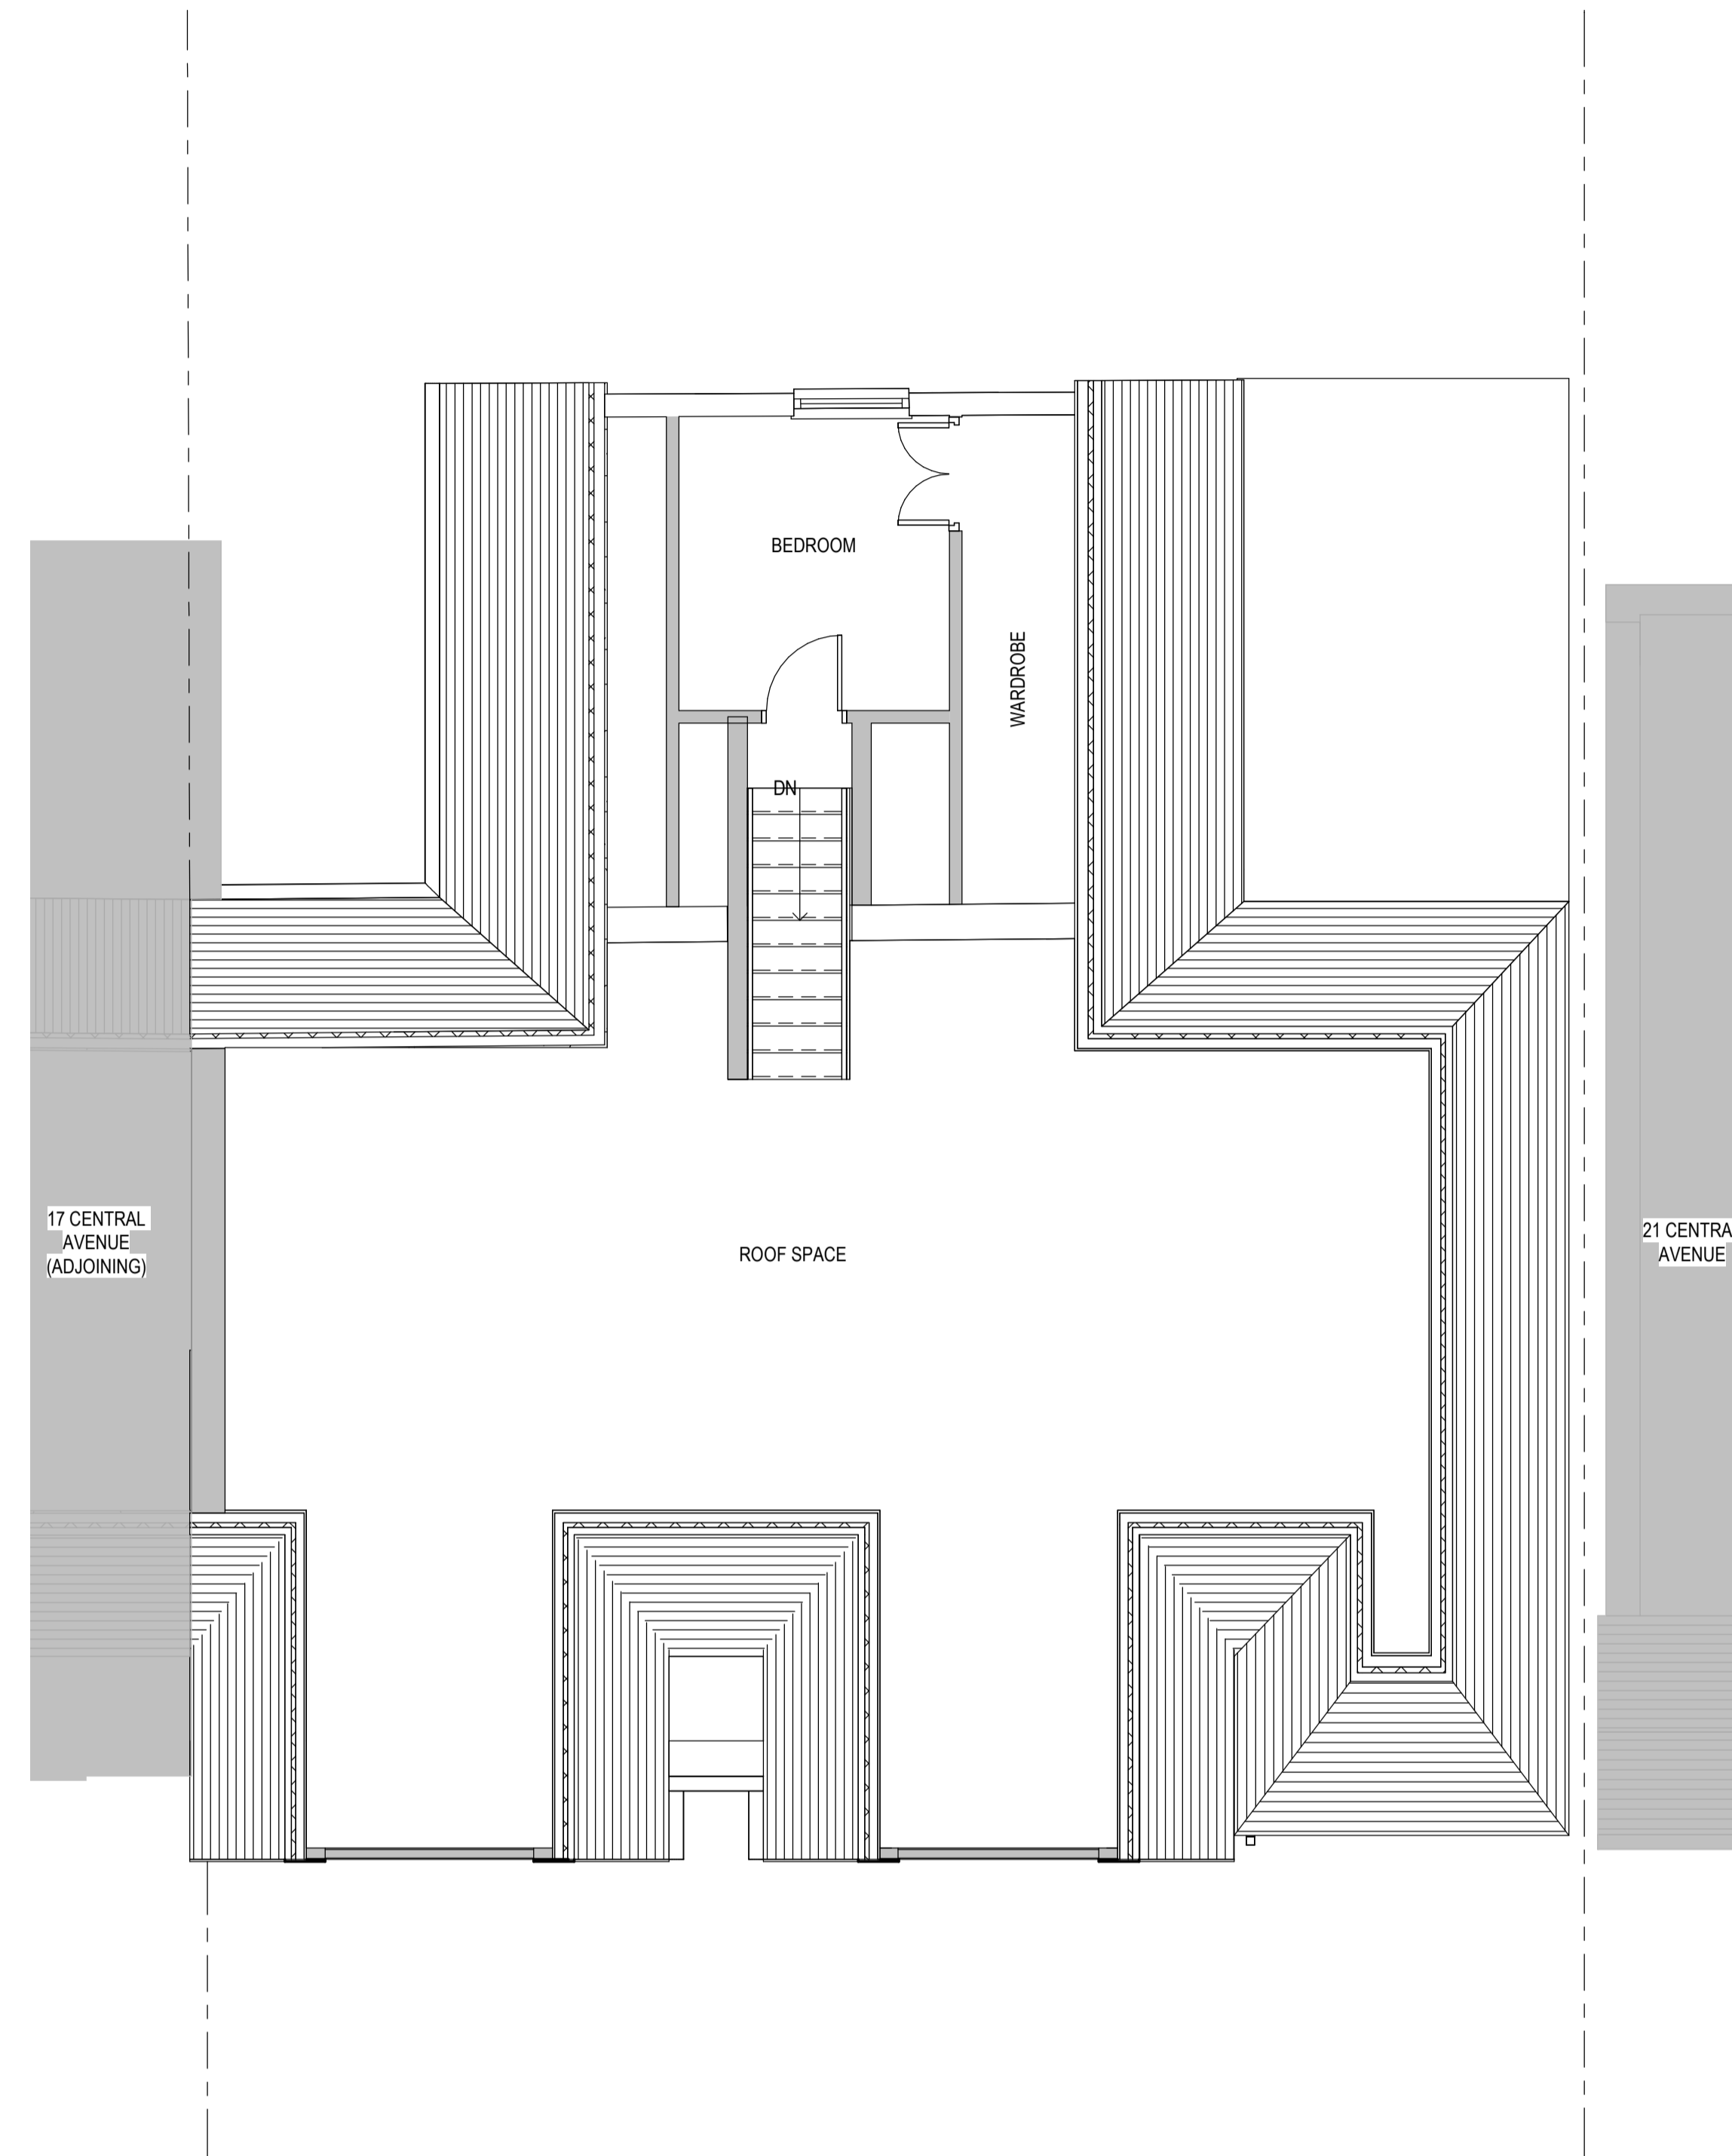 BEDROOM
WARDROBE
DN
17 CENTRAL
AVENUE
(ADJOINING)
ROOF SPACE
21 CENTRA
AVENUE